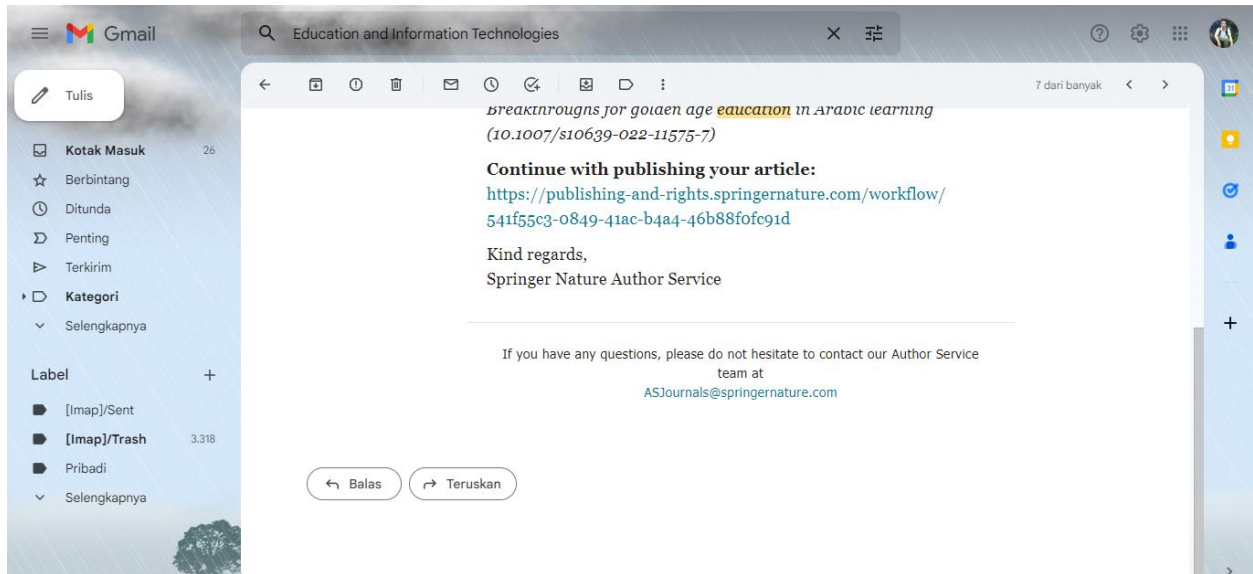 Gmail
Education and Information Technologies
Tulis
7 dari banyak
31
Kotak Masuk 26
Berbintang
Ditunda
Penting
Terkirim
Kategori
Selengkapnya
Label
[Imap]/Sent
[Imap]/Trash 3.318
Pribadi
Selengkapnya
Breakthroughs for golden age education in Arabic learning
(10.1007/s10639-022-11575-7)
Continue with publishing your article:
https://publishing-and-rights.springernature.com/workflow/
541f55c3-0849-41ac-b4a4-46b88f0fc91d
Kind regards,
Springer Nature Author Service
If you have any questions, please do not hesitate to contact our Author Service
team at
ASJournals@springernature.com
Balas
Teruskan